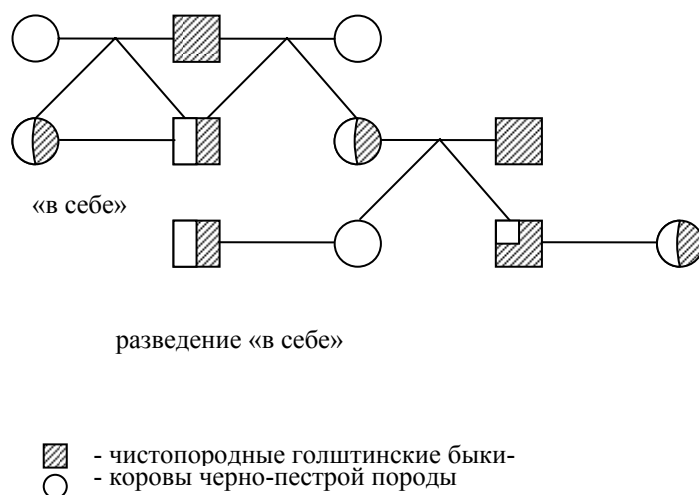 «в себе»
разведение «в себе»
- чистопородные голштинские быки-
- коровы черно-пестрой породы